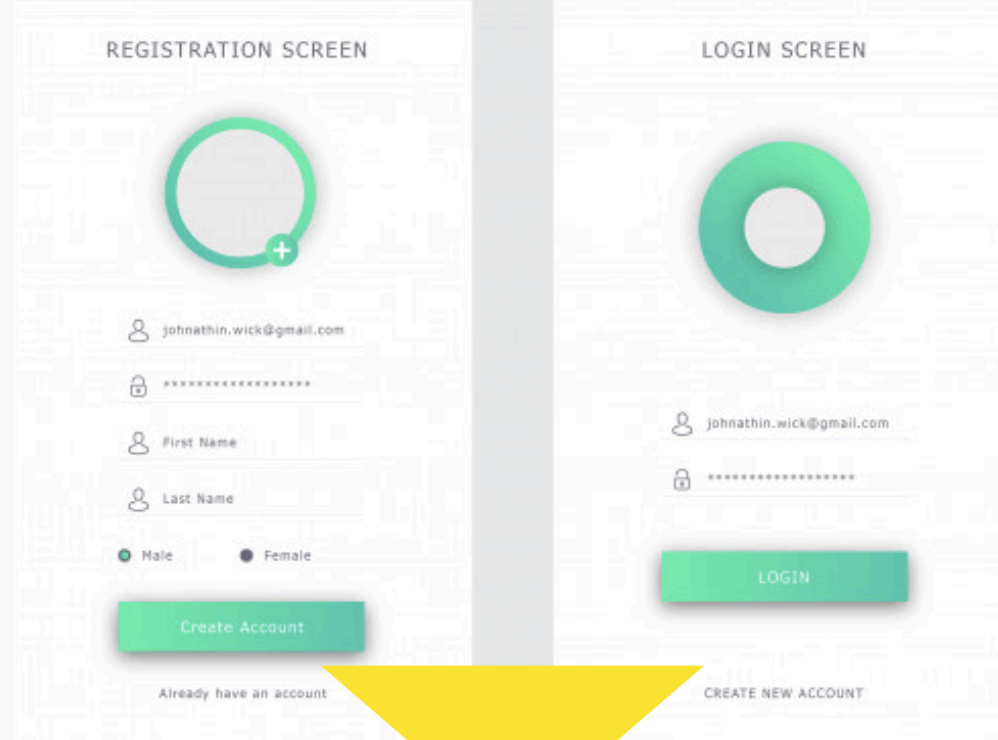 REGISTRATION SCREEN
johnathin.wick@gmail.com
******************
First Name
Last Name
Male Female
Create Account
Already have an account
LOGIN SCREEN
johnathin.wick@gmail.com
******************
LOGIN
CREATE NEW ACCOUNT